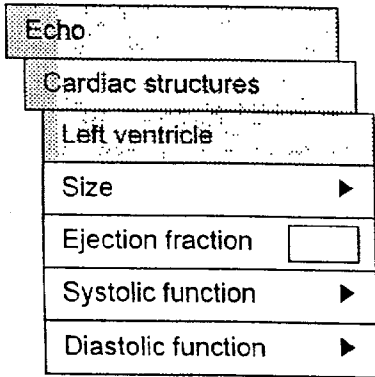 Echo
Cardiac structures
Left ventricle
Size
Ejection fraction
Systolic function
Diastolic function